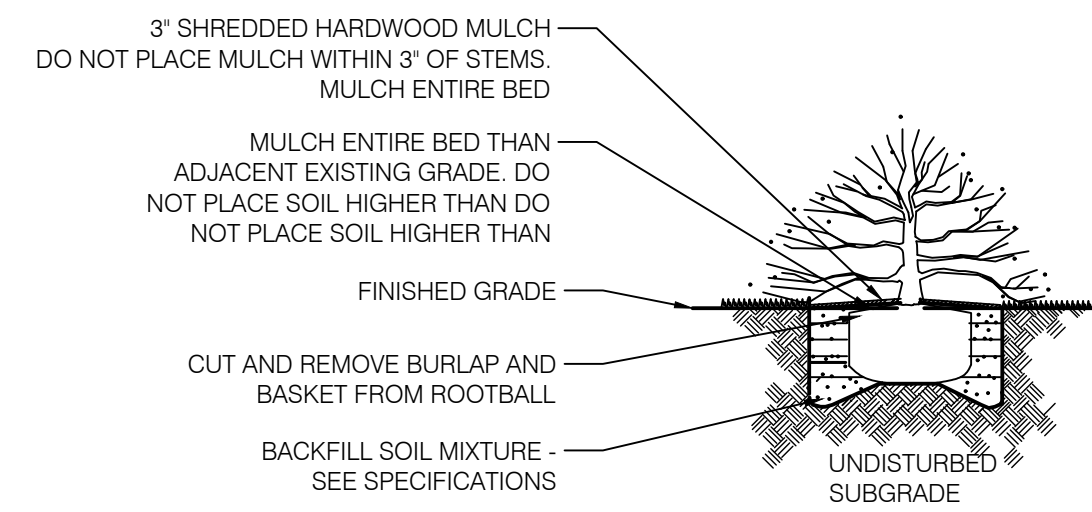 3" SHREDDED HARDWOOD MULCH
DO NOT PLACE MULCH WITHIN 3" OF STEMS.
MULCH ENTIRE BED
MULCH ENTIRE BED THAN
ADJACENT EXISTING GRADE. DO
NOT PLACE SOIL HIGHER THAN DO
NOT PLACE SOIL HIGHER THAN
FINISHED GRADE
CUT AND REMOVE BURLAP AND
BASKET FROM ROOTBALL
BACKFILL SOIL MIXTURE -
SEE SPECIFICATIONS
UNDISTURBED
SUBGRADE